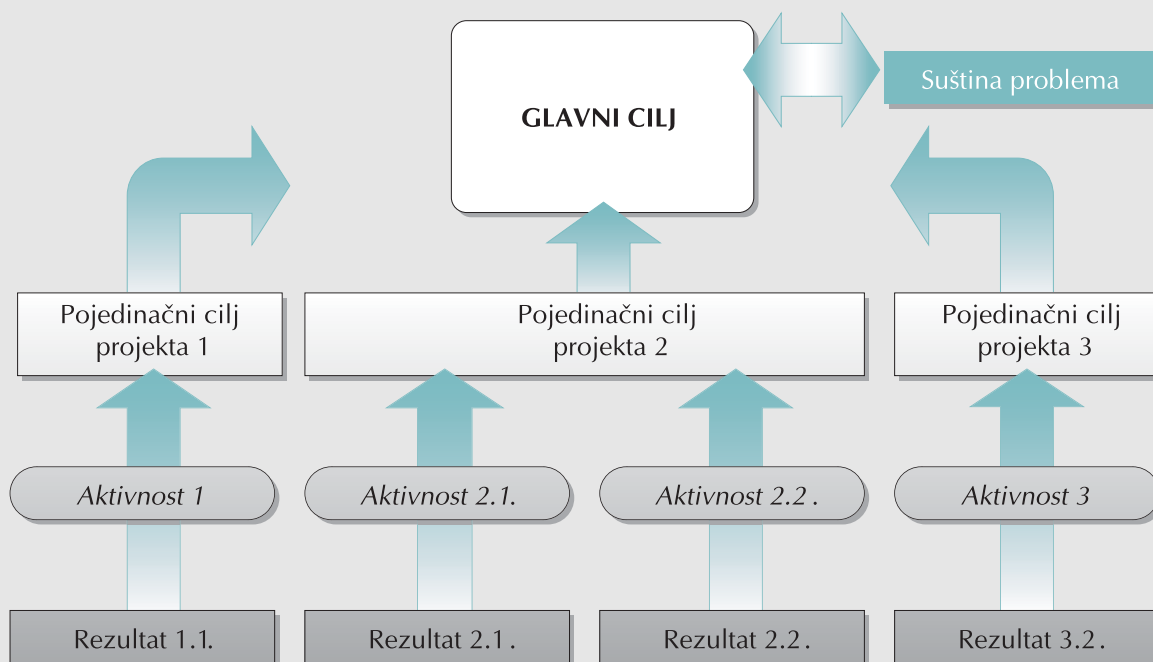 GLAVNI CILJ
Suština problema
Pojedinačni cilj
projekta 1
Pojedinačni cilj
projekta 2
Pojedinačni cilj
projekta 3
Aktivnost 1
Aktivnost 2.1.
Aktivnost 2.2.
Aktivnost 3
Rezultat 1.1.
Rezultat 2.1.
Rezultat 2.2.
Rezultat 3.2.